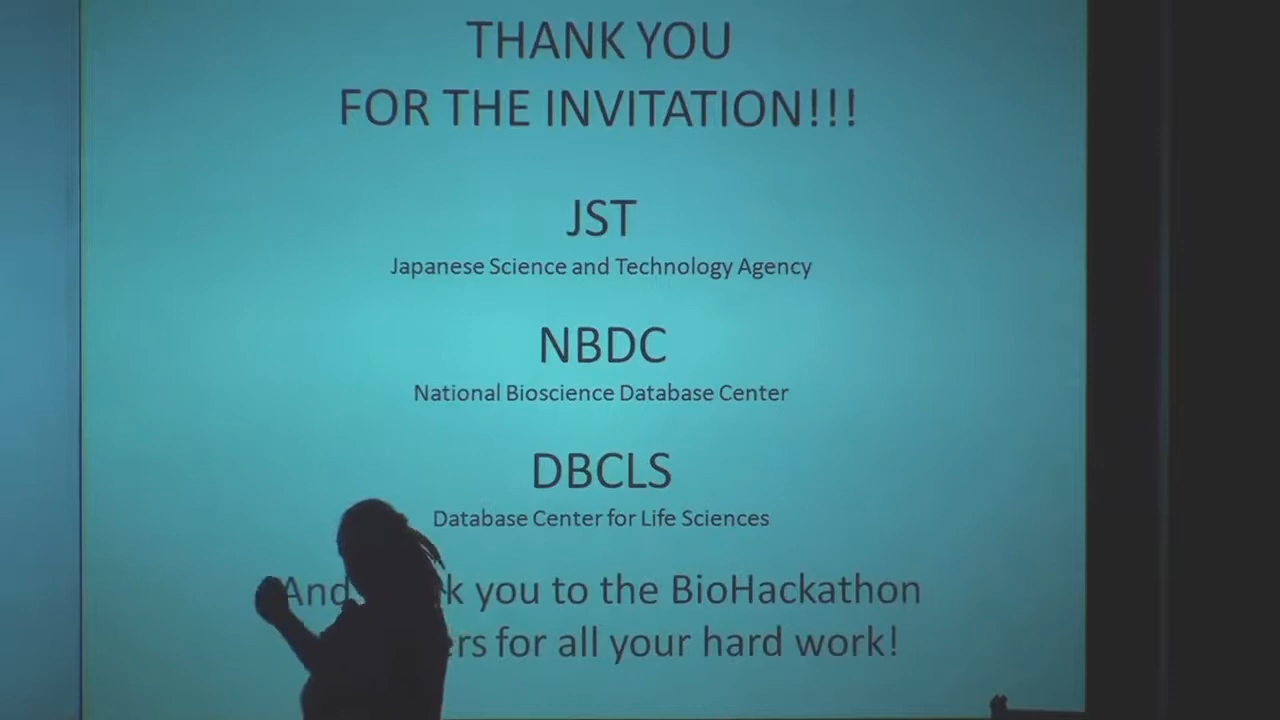 THANK YOU
FOR THE INVITATION!!!
JST
Japanese Science and Technology Agency
NBDC
National Bioscience Database Center
DBCLS
Database Center for Life Sciences
And you to the BioHackathon
for all your hard work!